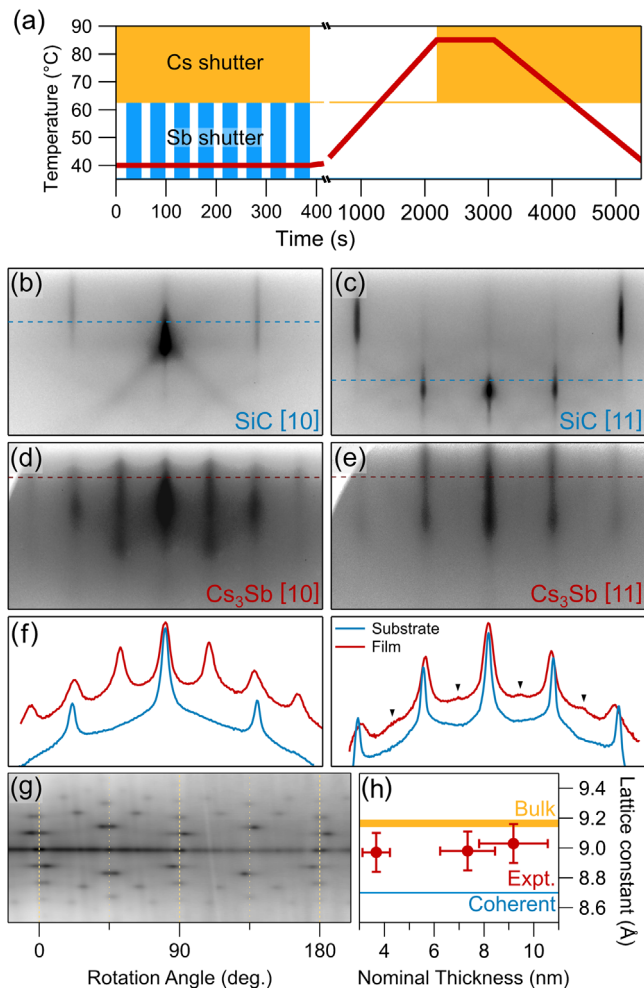 (a)
90
80
70
60
50
40
Temperature (°C)
Cs shutter
Sb shutter
0 100 200 300 400 1000 2000 3000 4000 5000
Time (s)
(b)
SiC [10]
(c)
SiC [11]
(d)
Cs₃Sb [10]
(e)
Cs₃Sb [11]
(f)
Substrate
Film
(g)
0 90 180
Rotation Angle (deg.)
(h)
Bulk
Expt.
Coherent
9.4
9.2
9.0
8.8
8.6
Lattice constant (Å)
4 6 8 10
Nominal Thickness (nm)